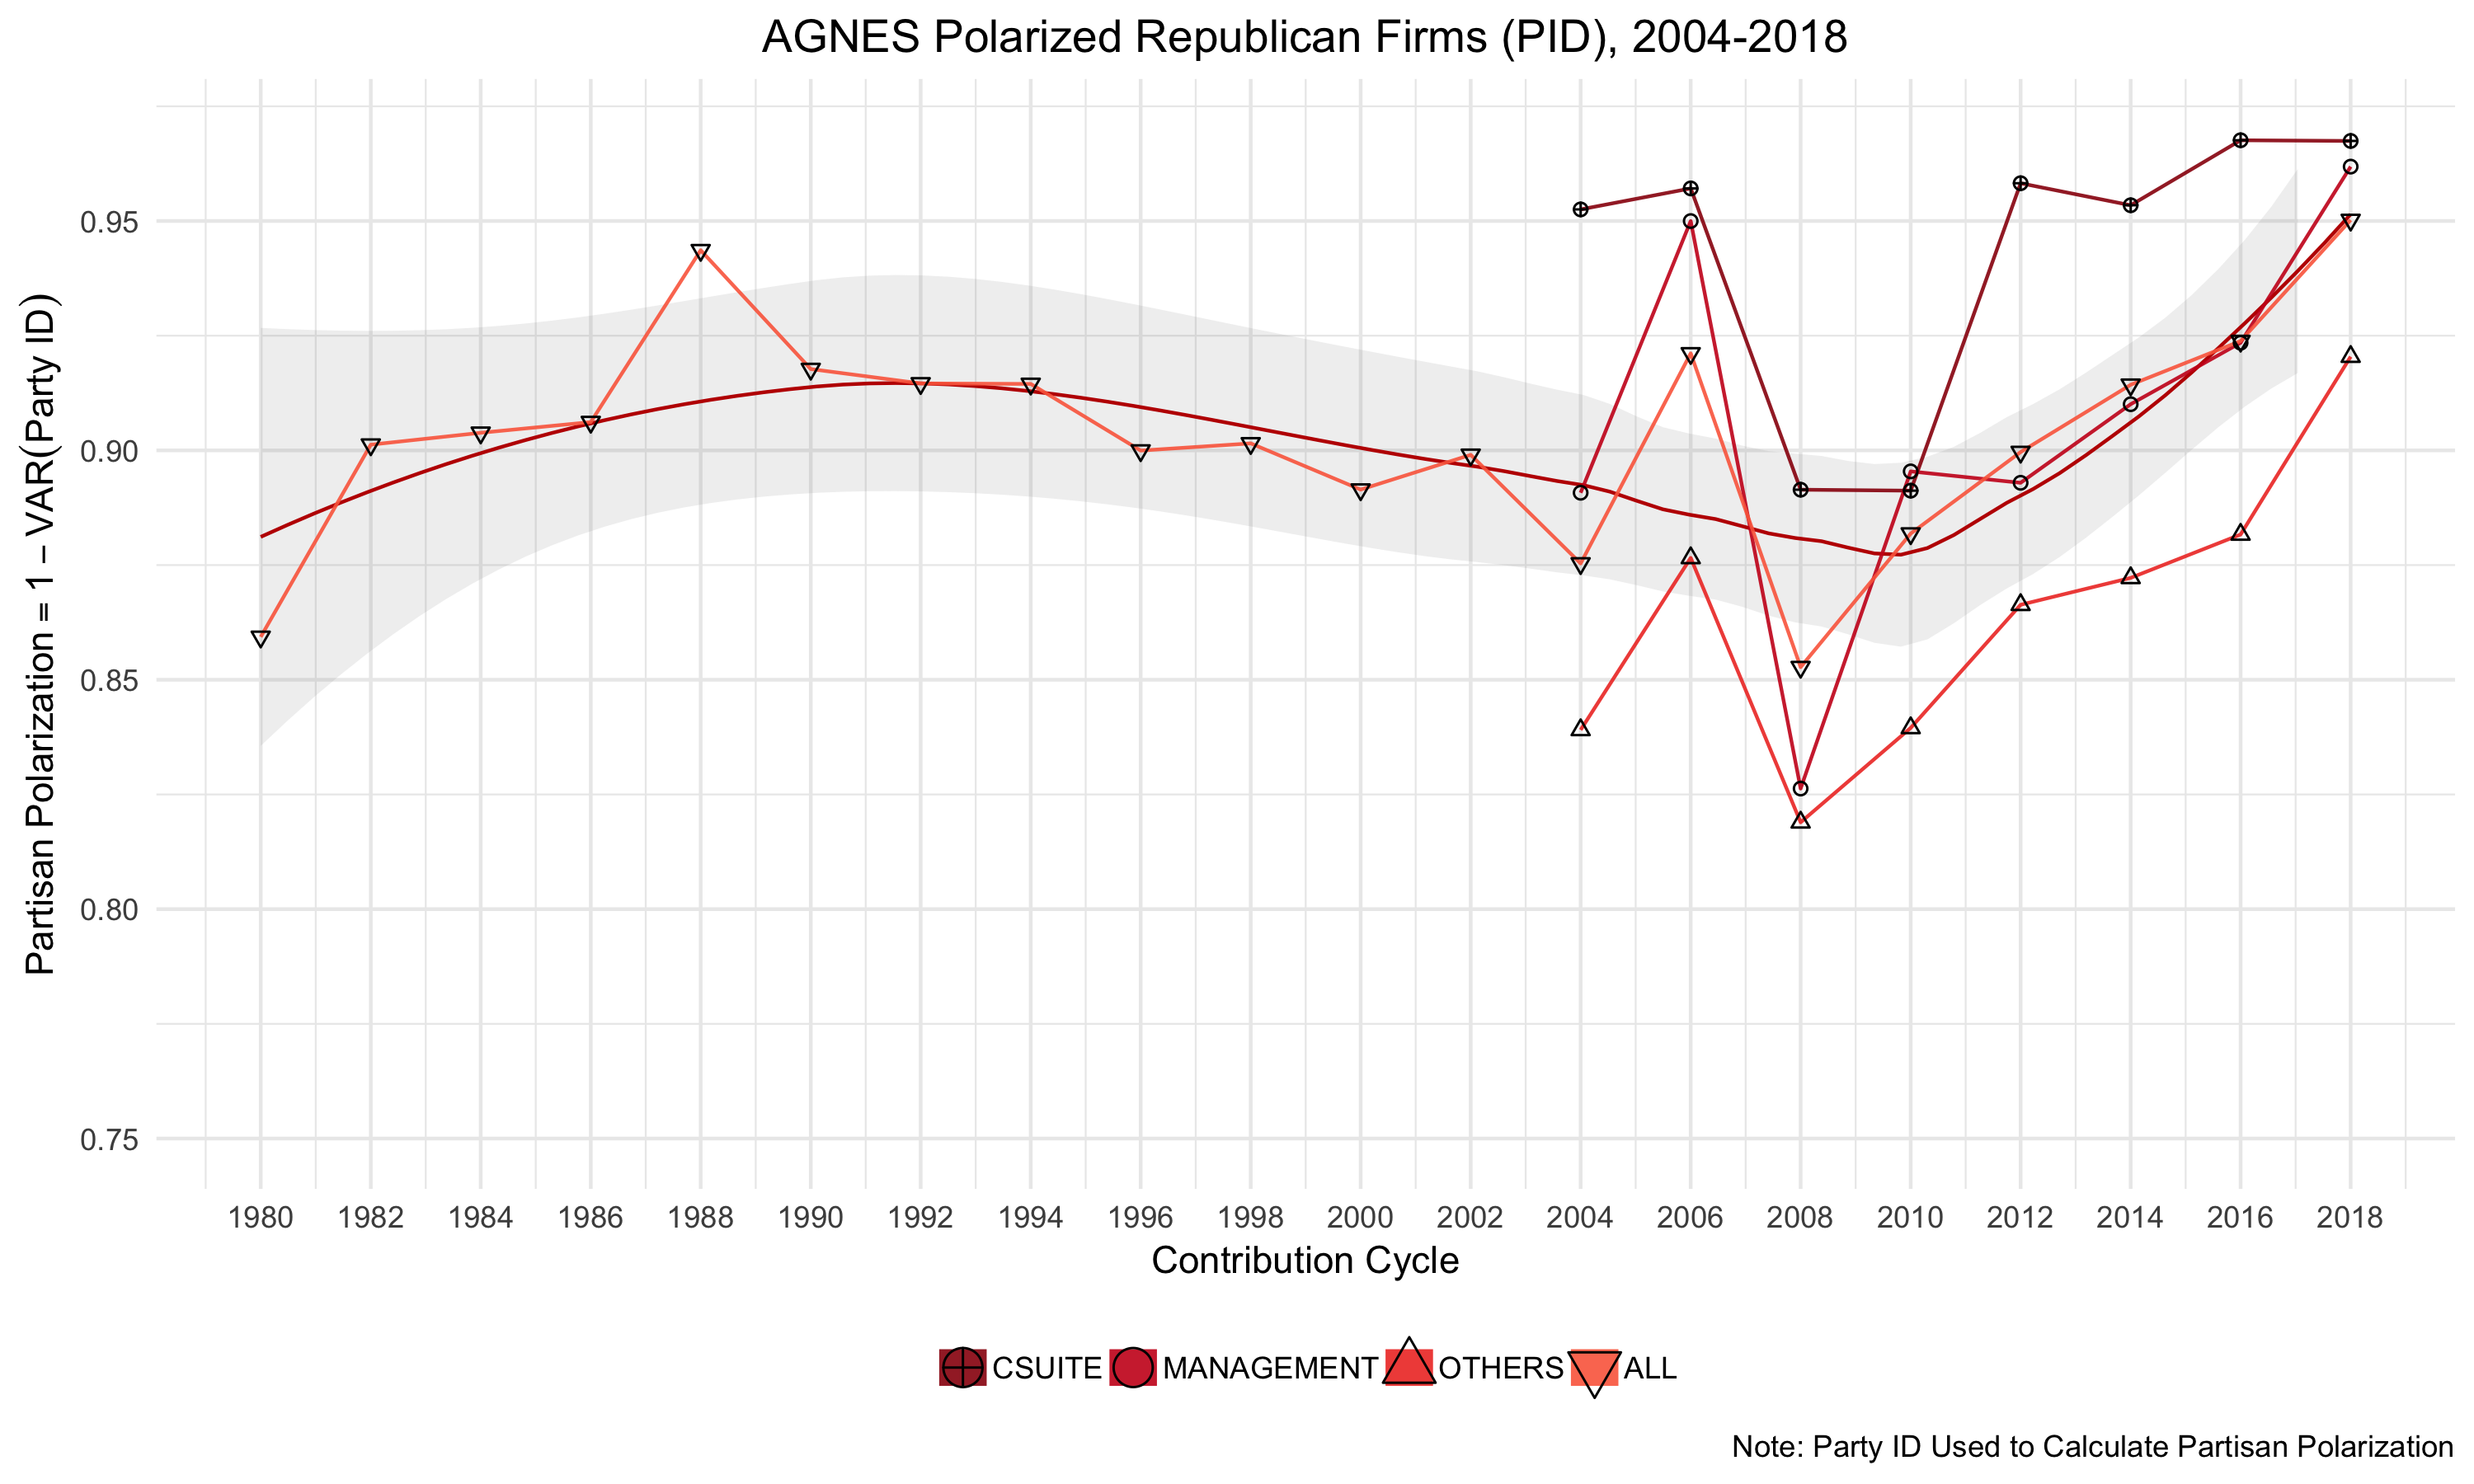 AGNES Polarized Republican Firms (PID), 2004-2018
Partisan Polarization = 1 – VAR(Party ID)
0.95
0.90
0.85
0.80
0.75
1980 1982 1984 1986 1988 1990 1992 1994 1996 1998 2000 2002 2004 2006 2008 2010 2012 2014 2016 2018
Contribution Cycle
CSUITE MANAGEMENT OTHERS ALL
Note: Party ID Used to Calculate Partisan Polarization